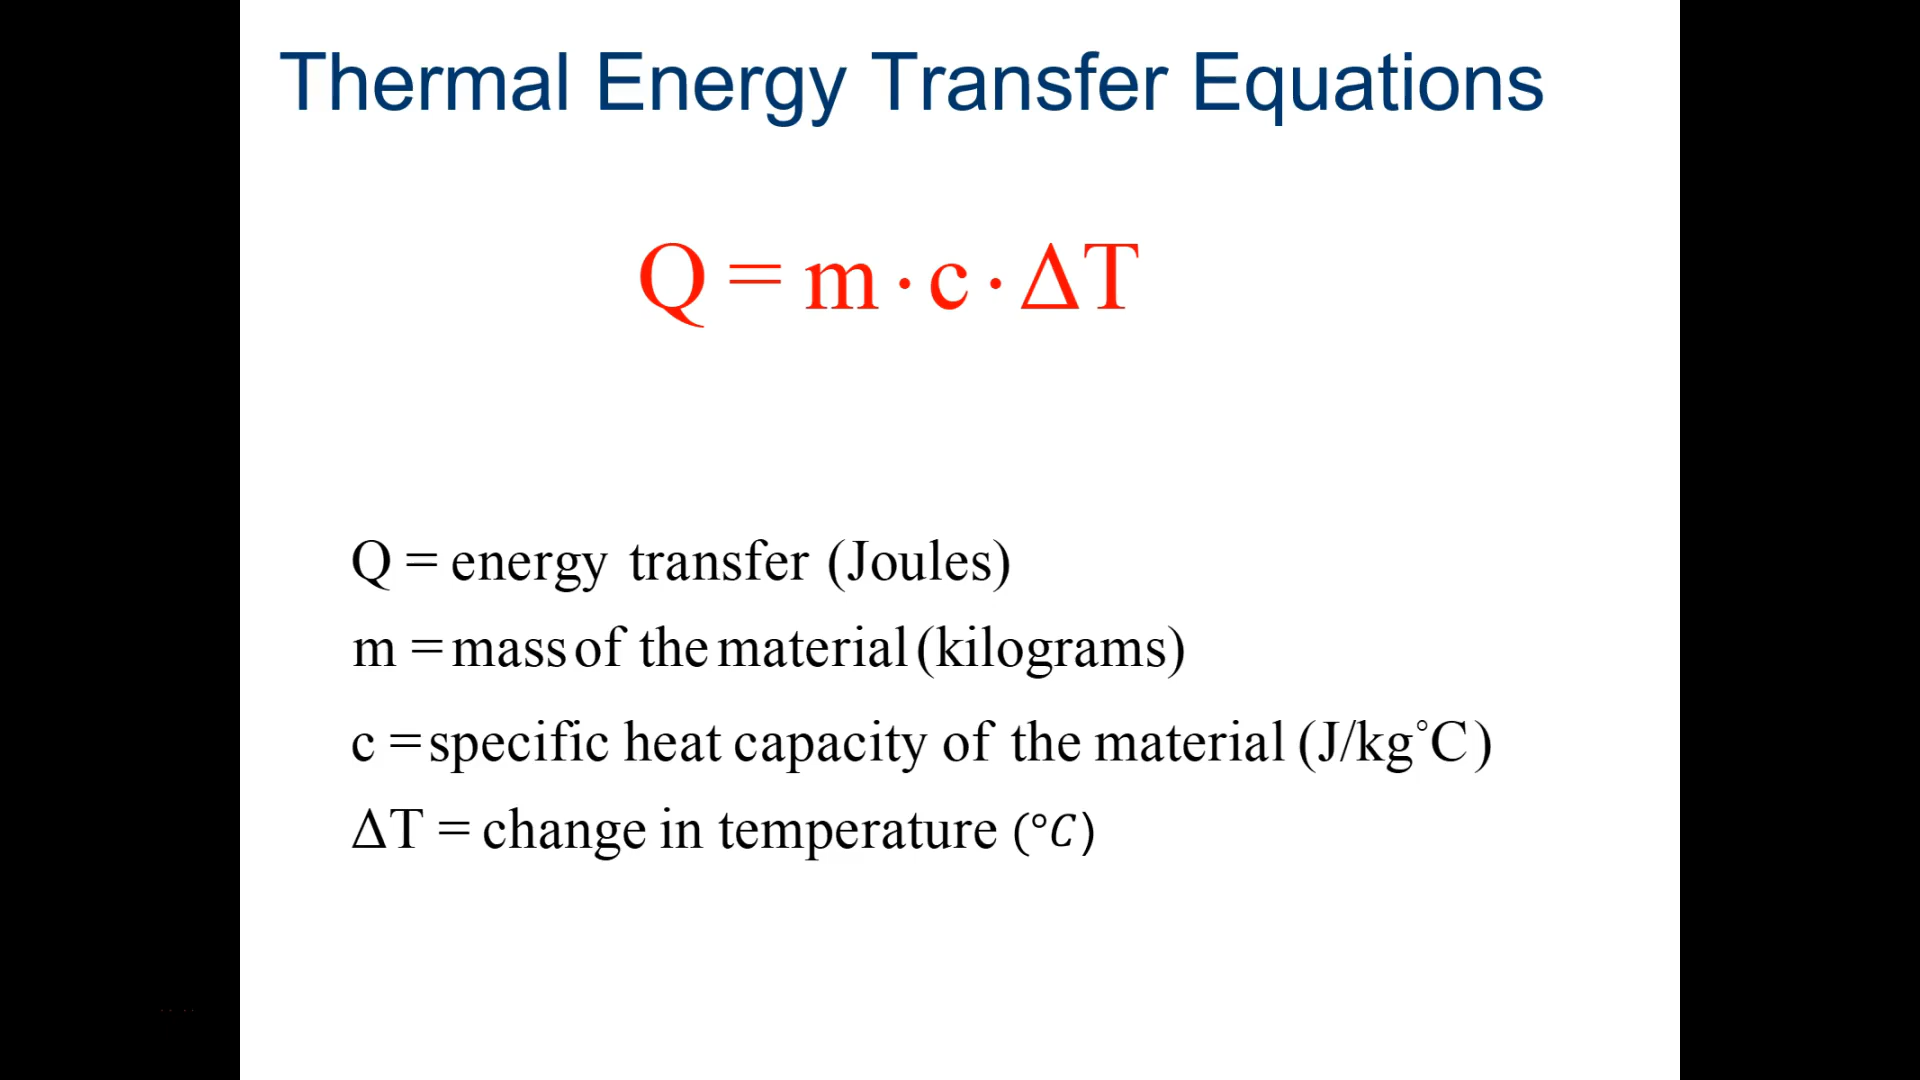 Thermal Energy Transfer Equations
Q = m · c · ΔT
Q = energy transfer (Joules)
m = mass of the material (kilograms)
c = specific heat capacity of the material (J/kg°C)
ΔT = change in temperature (°C)